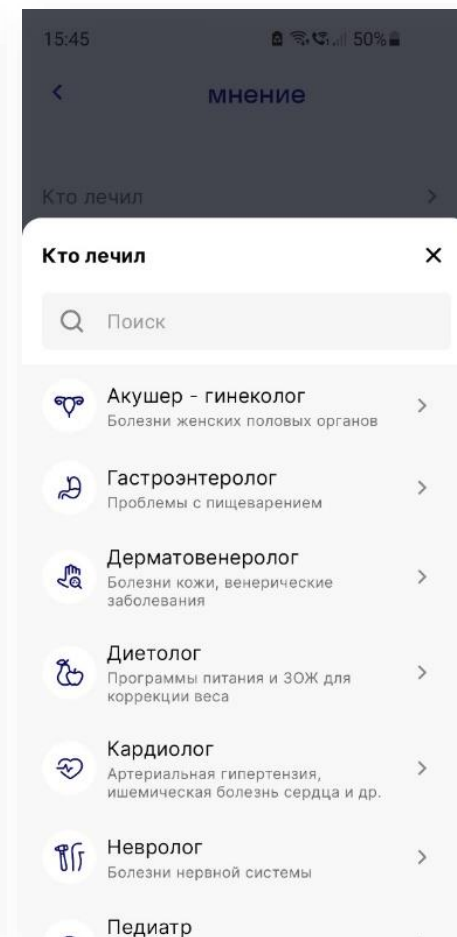 15:45
50%
мнение
Кто лечил
Кто лечил
Поиск
Акушер - гинеколог
Болезни женских половых органов
Гастроэнтеролог
Проблемы с пищеварением
Дерматовенеролог
Болезни кожи, венерические
заболевания
Диетолог
Программы питания и ЗОЖ для
коррекции веса
Кардиолог
Артериальная гипертензия,
ишемическая болезнь сердца и др.
Невролог
Болезни нервной системы
Педиатр